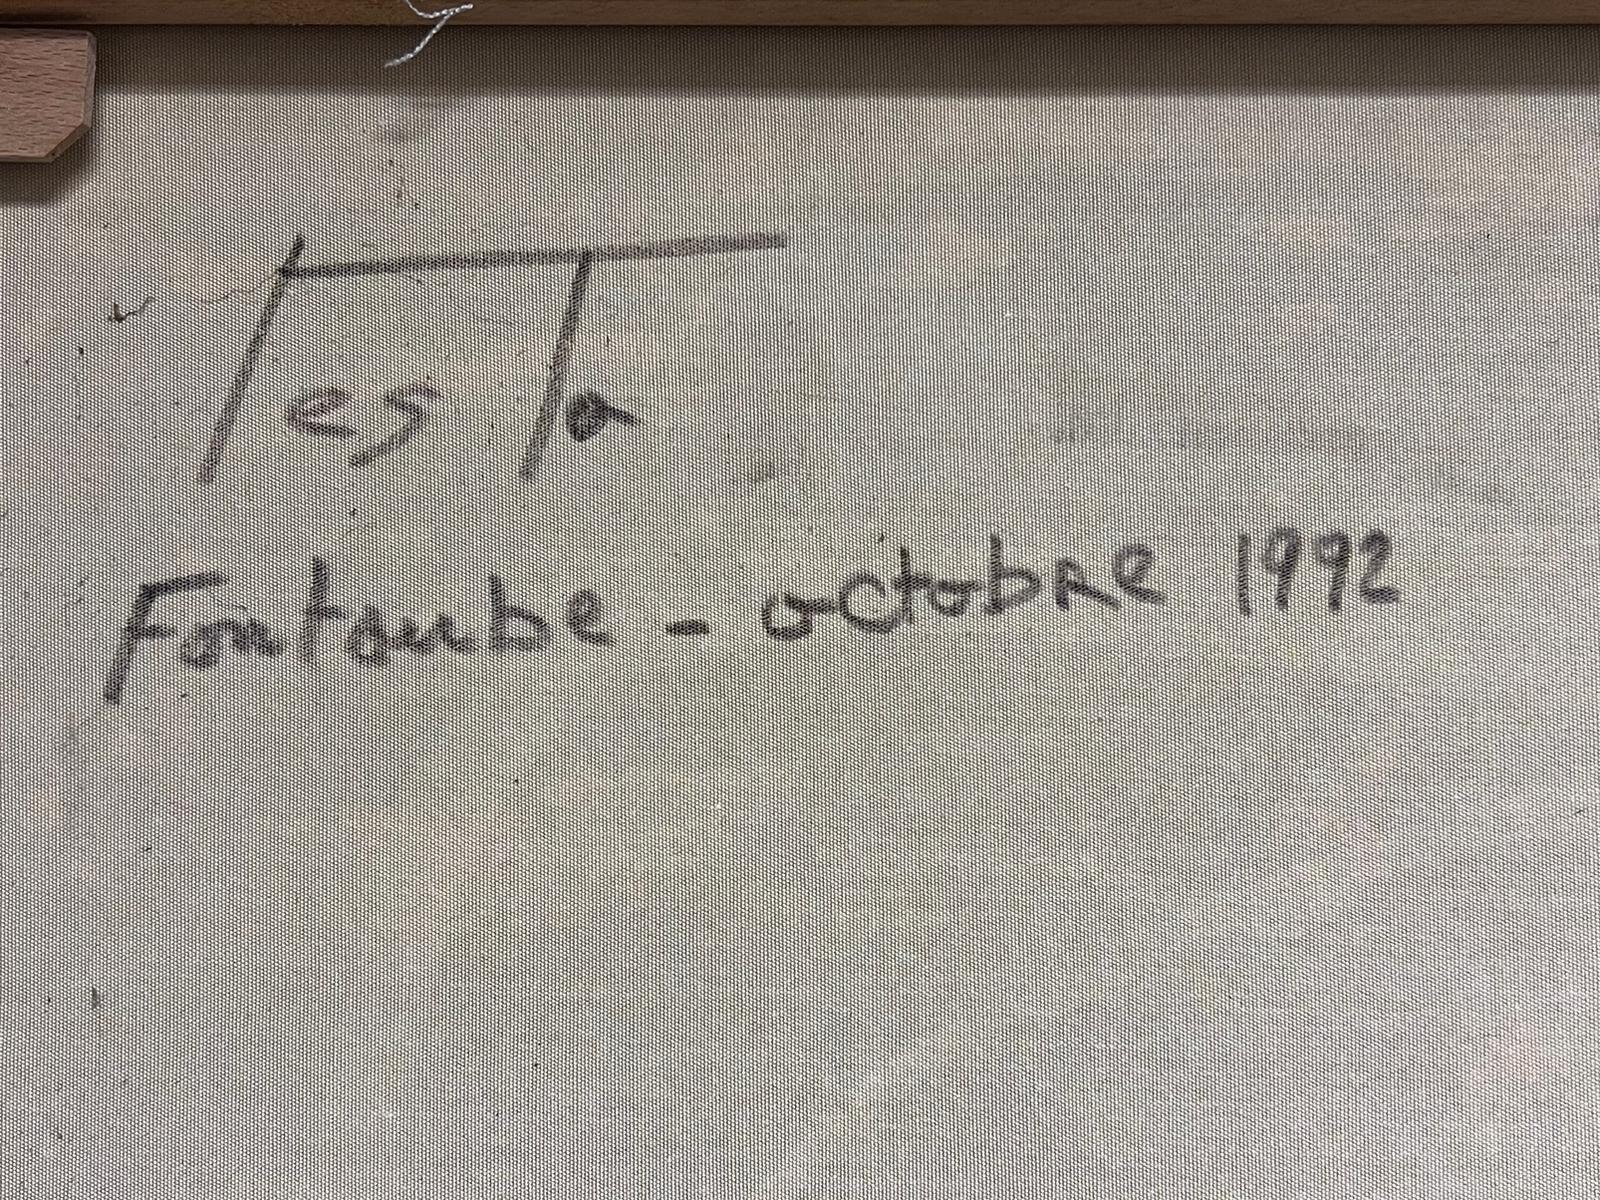 TesTa
Fontaube - octobre 1992